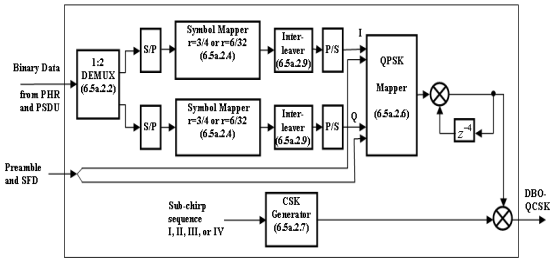 Binary Data
from PHR
and PSDU
1:2
DEMUX
(6.5a.2.2)
S/P
Symbol Mapper
r=3/4 or r=6/32
(6.5a.2.4)
Inter-
leaver
(6.5a.2.9)
P/S
I
S/P
Symbol Mapper
r=3/4 or r=6/32
(6.5a.2.4)
Inter-
leaver
(6.5a.2.9)
P/S
Q
QPSK
Mapper
(6.5a.2.6)
z⁻⁴
Preamble
and SFD
Sub-chirp
sequence
I, II, III, or IV
CSK
Generator
(6.5a.2.7)
DBO-
QCSK